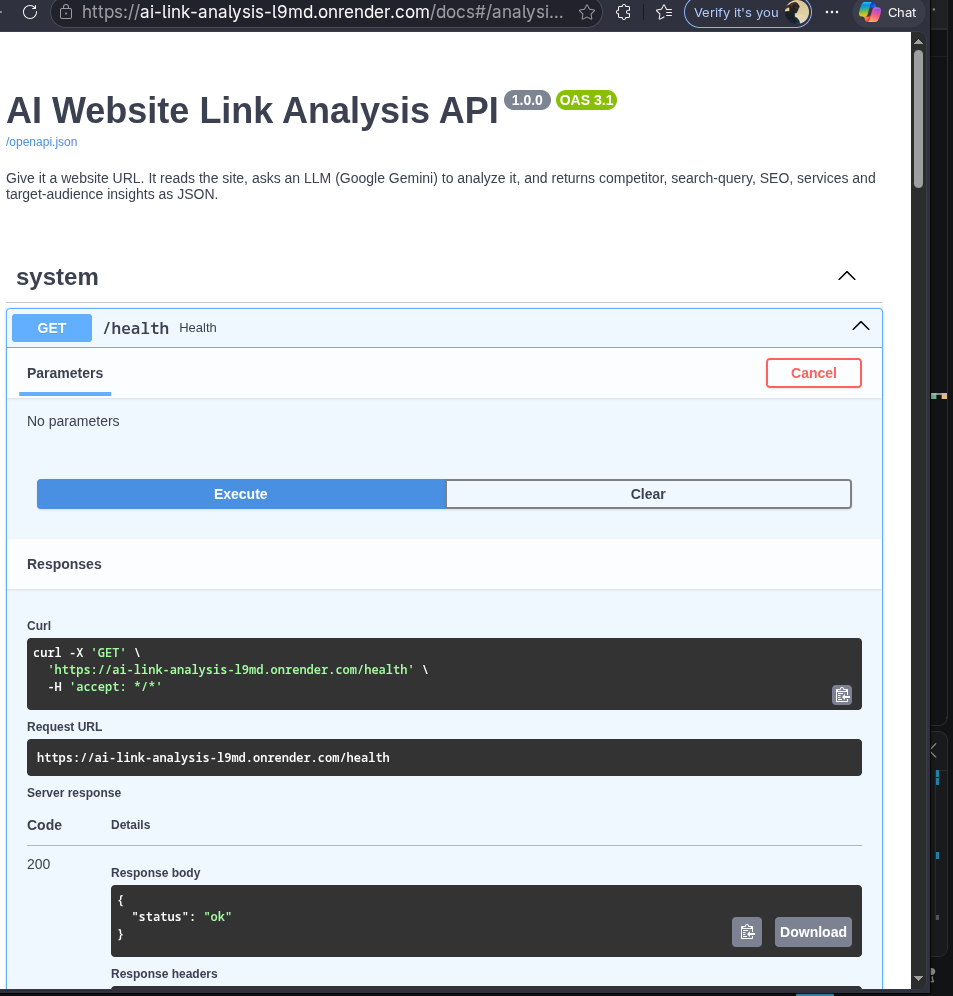 https://ai-link-analysis-l9md.onrender.com/docs#/analysi...
Verify it's you
Chat
AI Website Link Analysis API 1.0.0 OAS 3.1
/openapi.json
Give it a website URL. It reads the site, asks an LLM (Google Gemini) to analyze it, and returns competitor, search-query, SEO, services and
target-audience insights as JSON.
system
GET /health Health
Parameters Cancel
No parameters
Execute Clear
Responses
Curl
curl -X 'GET' \
'https://ai-link-analysis-l9md.onrender.com/health' \
-H 'accept: */*'
Request URL
https://ai-link-analysis-l9md.onrender.com/health
Server response
Code Details
200
Response body
{
"status": "ok"
}
Download
Response headers